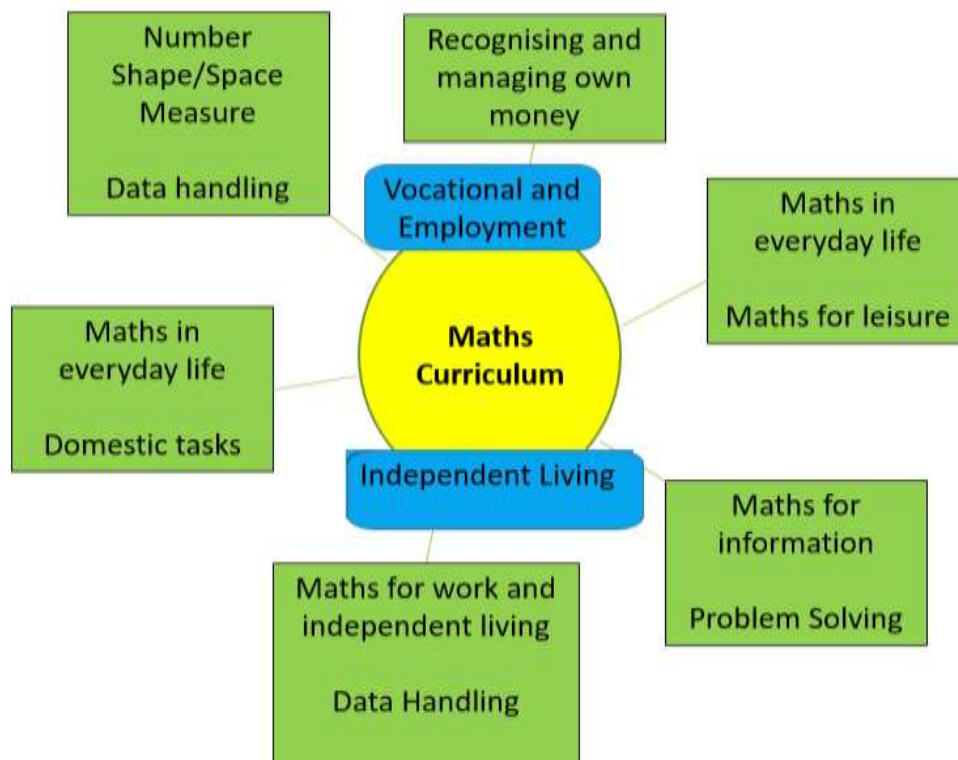 Number
Shape/Space
Measure
Data handling
Recognising and
managing own
money
Vocational and
Employment
Maths in
everyday life
Maths for leisure
Maths in
everyday life
Domestic tasks
Maths
Curriculum
Independent Living
Maths for
information
Problem Solving
Maths for work and
independent living
Data Handling